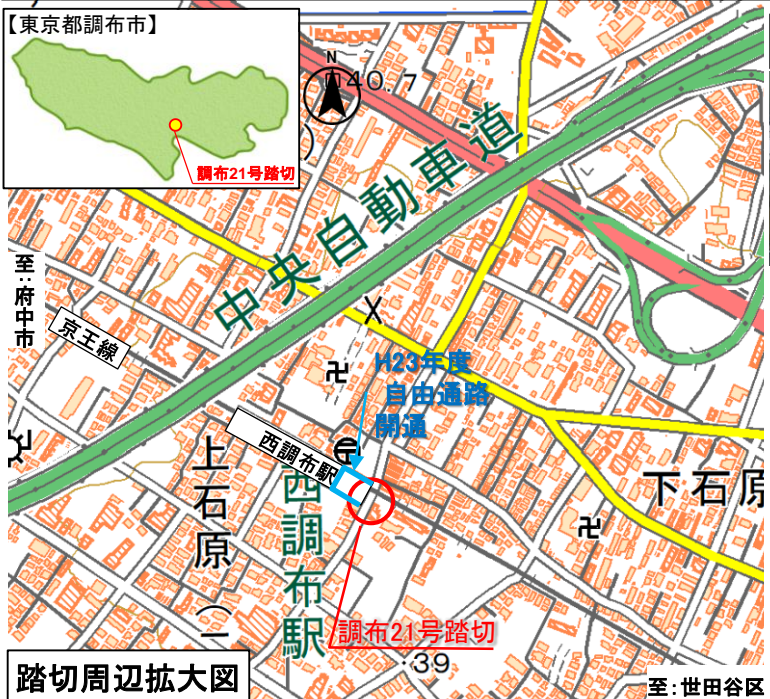 【東京都調布市】
調布21号踏切
N
40.7
中央自動車道
至:府中市
京王線
H23年度
自由通路
開通
西調布駅
上石原(一
西調布駅
下石原
調布21号踏切
39
踏切周辺拡大図
至:世田谷区